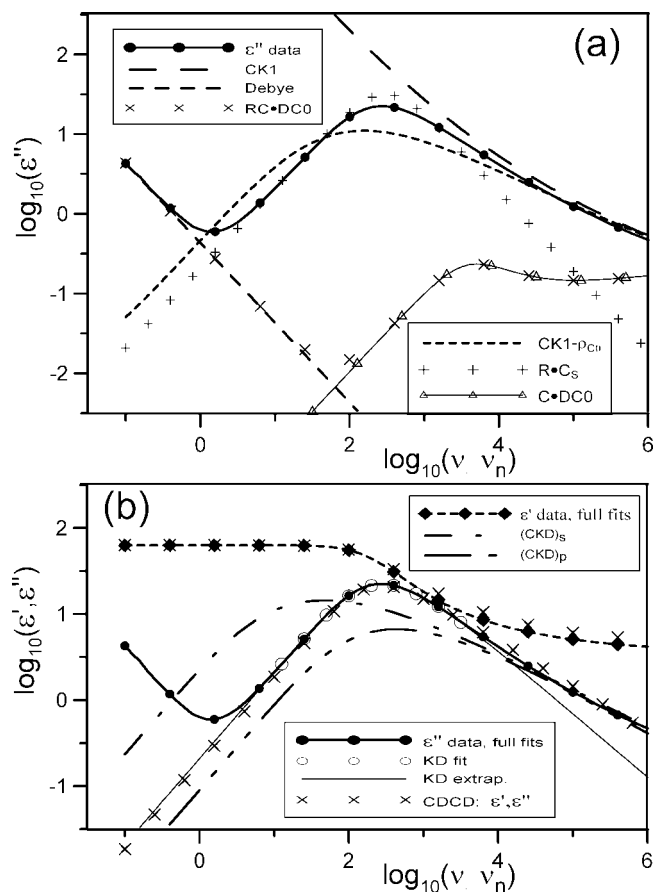 (a)
2
1
0
-1
-2
log₁₀(ε")
ε" data
CK1
Debye
RC•DC0
CK1-ρC0
R•CS
C•DC0
0 2 4 6
log₁₀(ν, ν'n)
(b)
2
1
0
-1
log₁₀(ε',ε")
ε' data, full fits
(CKD)S
(CKD)p
ε" data, full fits
KD fit
KD extrap.
CDCD: ε',ε"
0 2 4 6
log₁₀(ν, ν'n)